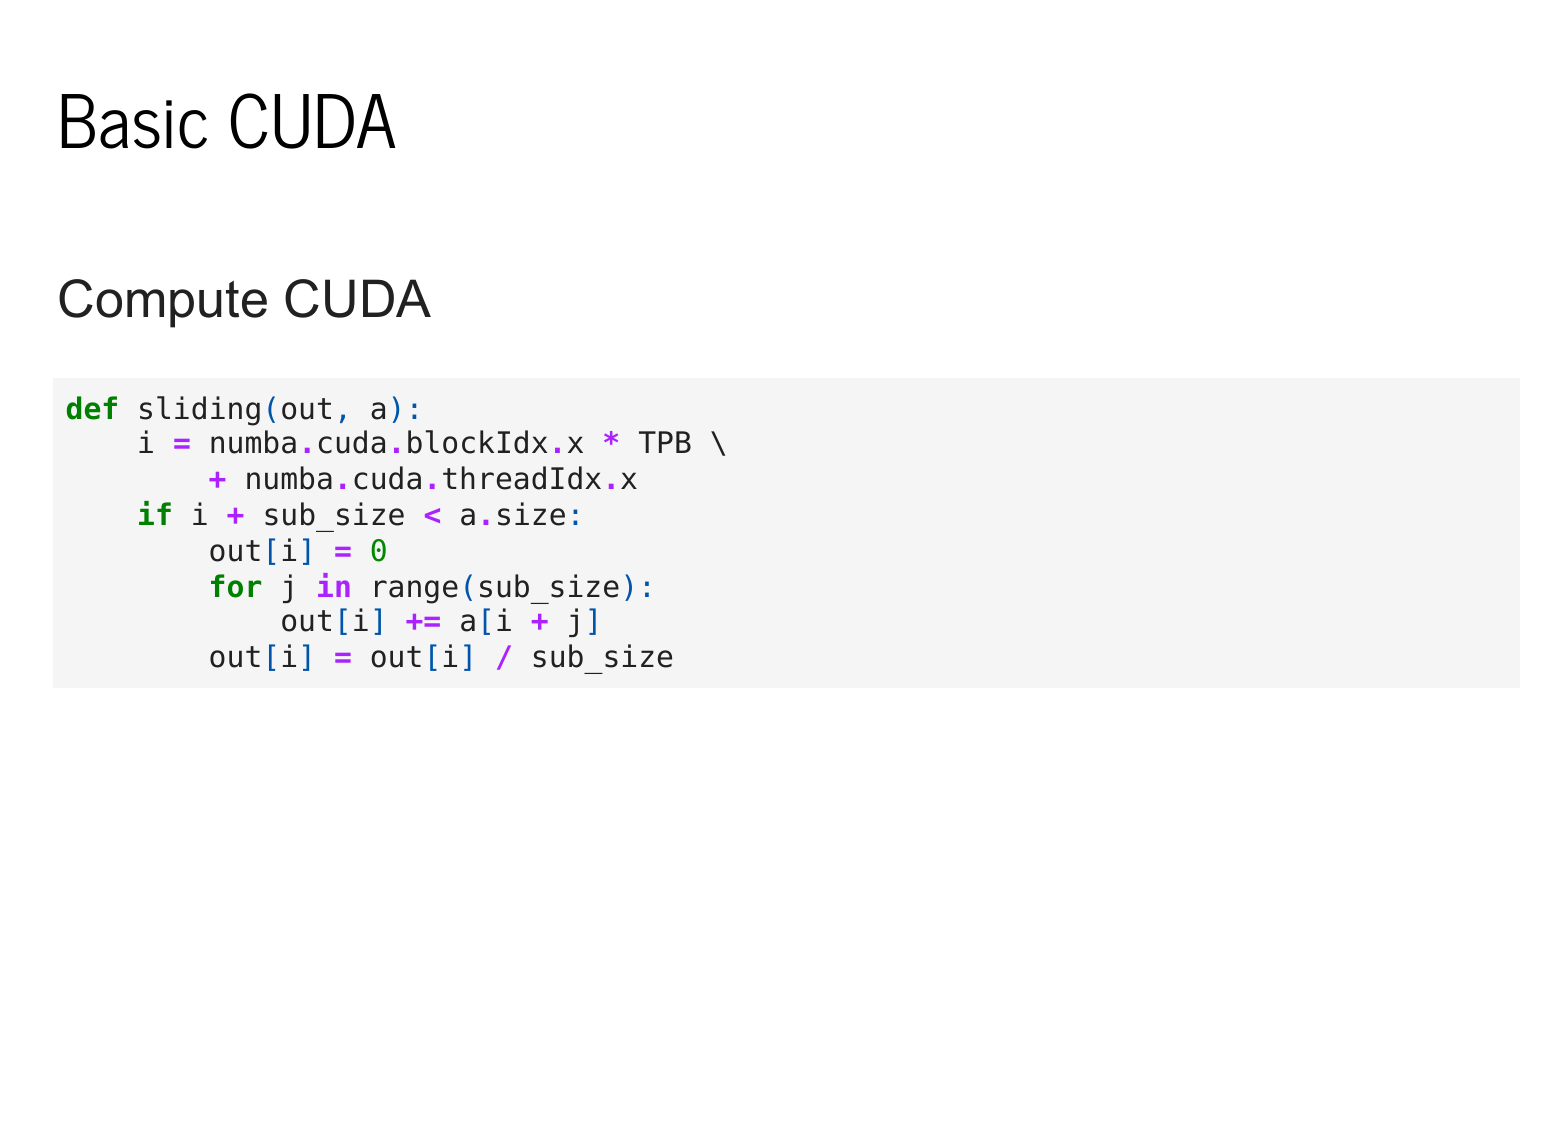 Basic CUDA
Compute CUDA
def sliding(out, a):
    i = numba.cuda.blockIdx.x * TPB \
        + numba.cuda.threadIdx.x
    if i + sub_size < a.size:
        out[i] = 0
        for j in range(sub_size):
            out[i] += a[i + j]
        out[i] = out[i] / sub_size